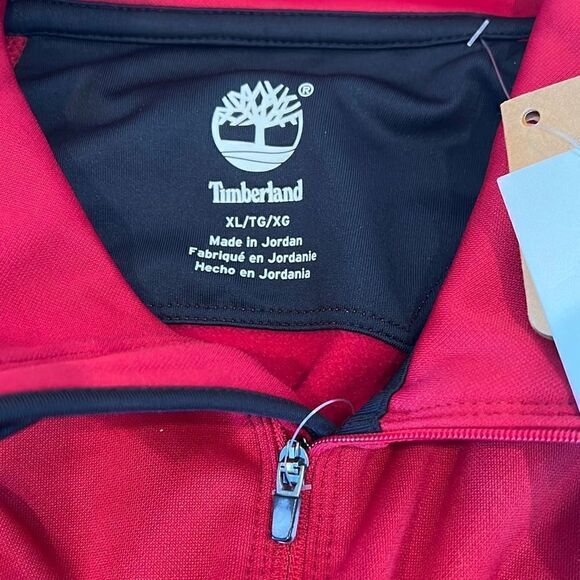 ®
Timberland
XL/TG/XG
Made in Jordan
Fabriqué en Jordanie
Hecho en Jordania